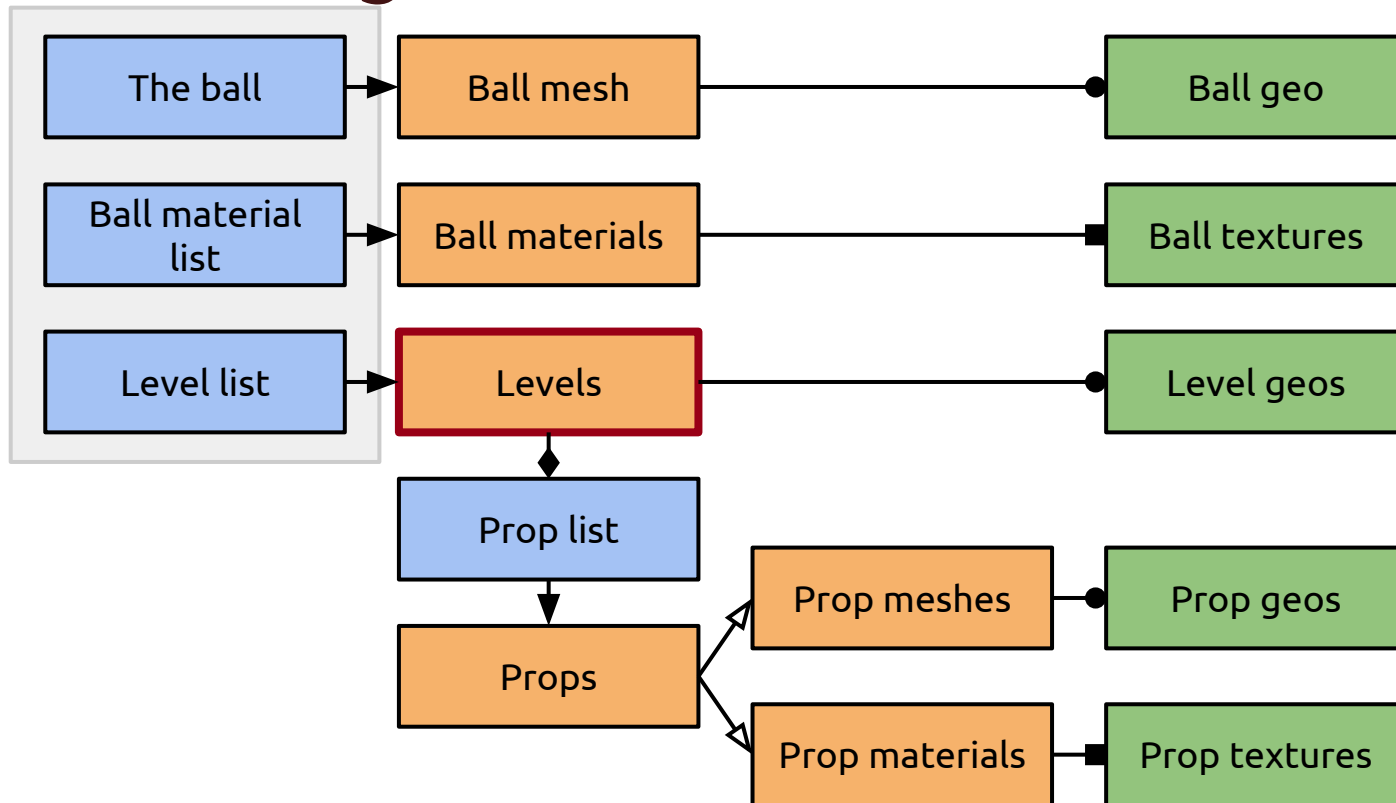 The ball
Ball mesh
Ball geo
Ball material
list
Ball materials
Ball textures
Level list
Levels
Level geos
Prop list
Prop meshes
Prop geos
Props
Prop materials
Prop textures